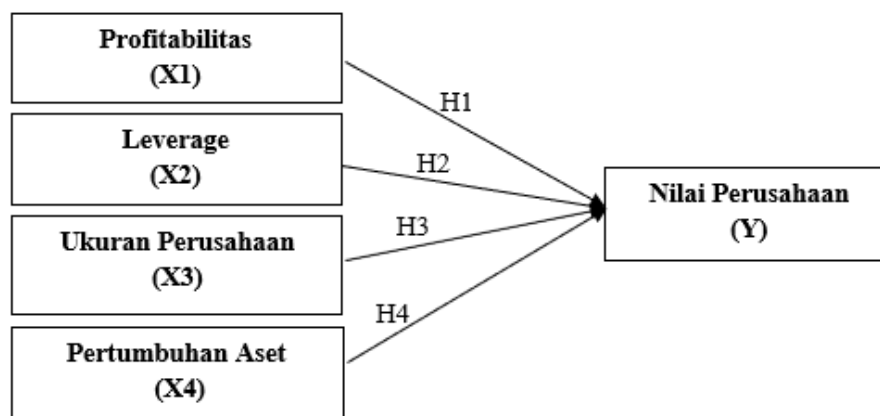 Profitabilitas
(X1)
H1
Leverage
(X2)
H2
Nilai Perusahaan
(Y)
Ukuran Perusahaan
(X3)
H3
Pertumbuhan Aset
(X4)
H4